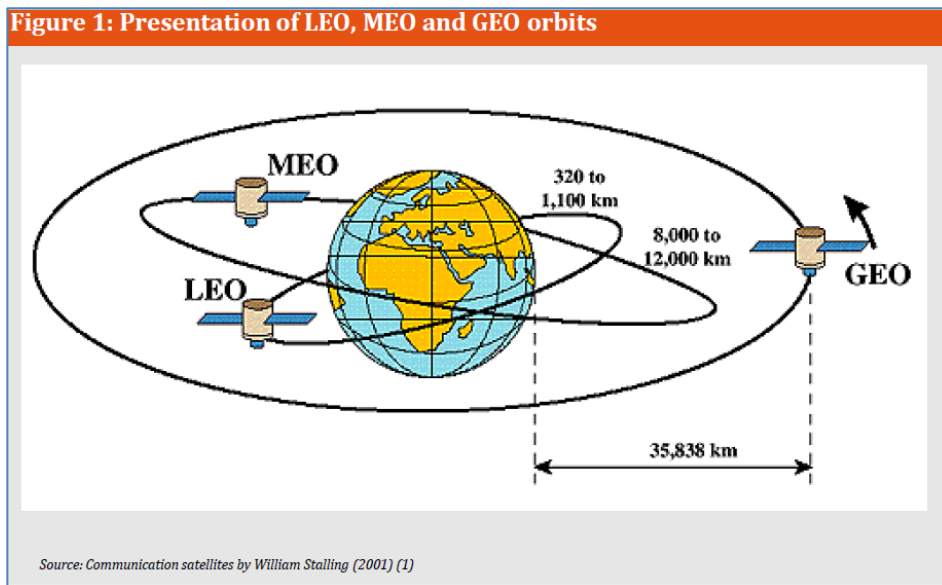 Figure 1: Presentation of LEO, MEO and GEO orbits
MEO
320 to
1,100 km
8,000 to
12,000 km
GEO
LEO
35,838 km
Source: Communication satellites by William Stalling (2001) (1)